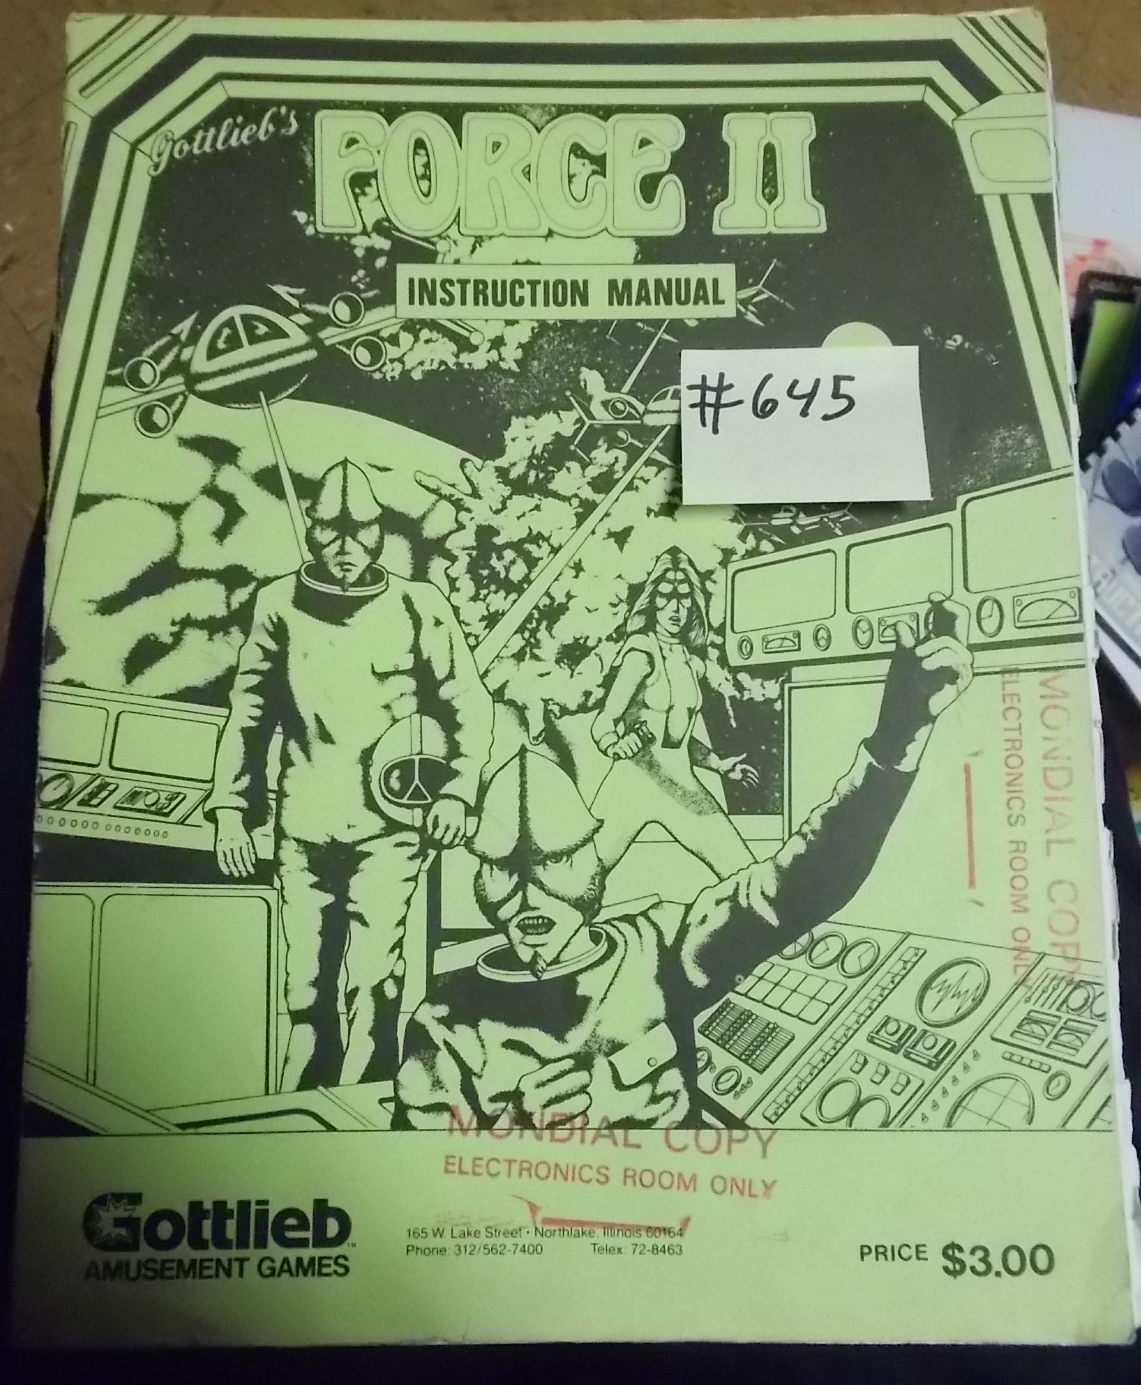 Gottlieb's
FORCE II
INSTRUCTION MANUAL
#645
MONDIAL COPY
ELECTRONICS ROOM ONLY
MONDIAL COPY
ELECTRONICS ROOM ONLY
Gottlieb™
AMUSEMENT GAMES
165 W. Lake Street • Northlake, Illinois 60164
Phone: 312/562-7400 Telex: 72-8463
PRICE $3.00